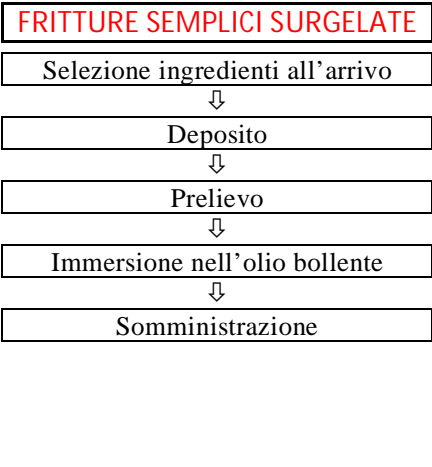 FRITTURE SEMPLICI SURGELATE
Selezione ingredienti all’arrivo
⇩
Deposito
⇩
Prelievo
⇩
Immersione nell’olio bollente
⇩
Somministrazione